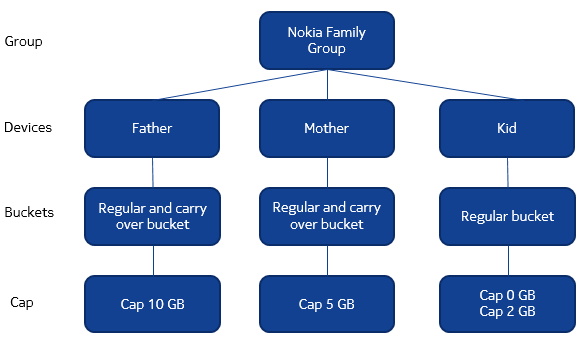 Group
Nokia Family
Group
Devices
Father
Mother
Kid
Buckets
Regular and carry
over bucket
Regular and carry
over bucket
Regular bucket
Cap
Cap 10 GB
Cap 5 GB
Cap 0 GB
Cap 2 GB